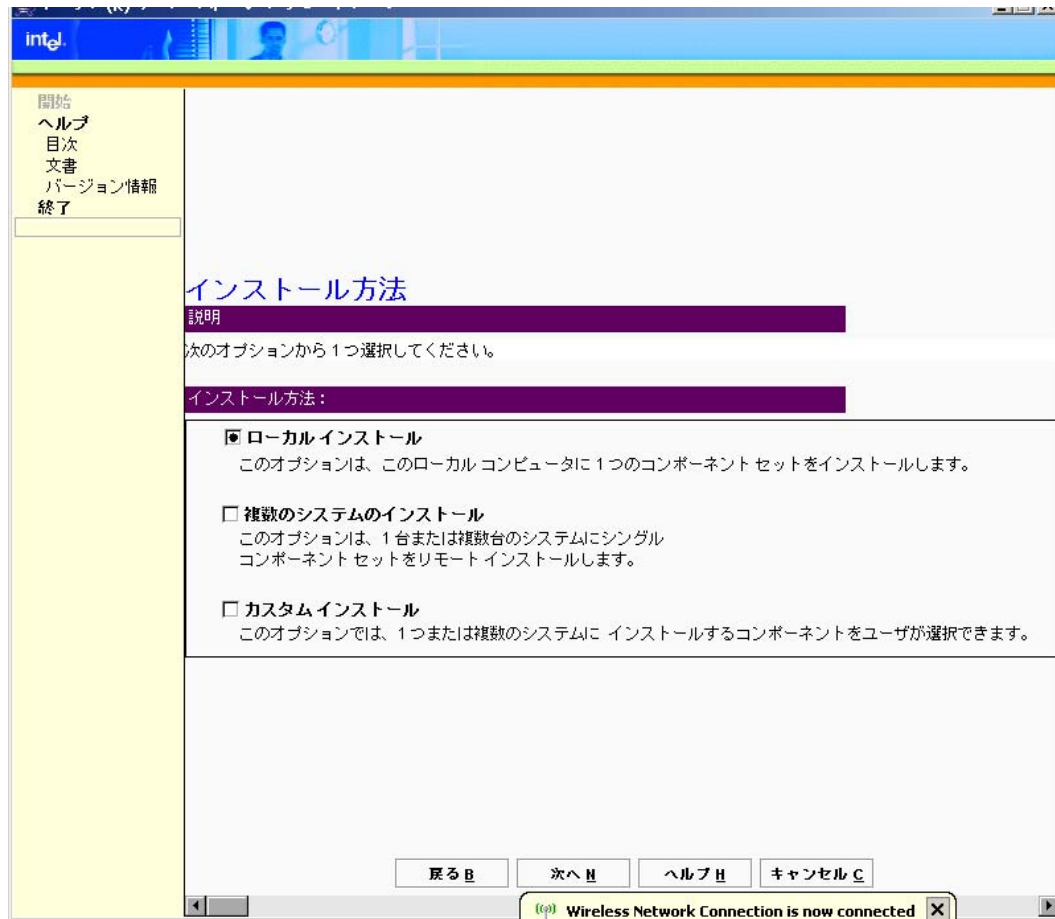 intel.
開始
ヘルプ
目次
文書
バージョン情報
終了
インストール方法
説明
次のオプションから1つ選択してください。
インストール方法：
ローカル インストール
このオプションは、このローカル コンピュータに1つのコンポーネント セットをインストールします。
複数のシステムのインストール
このオプションは、1台または複数台のシステムにシングル
コンポーネント セットをリモート インストールします。
カスタム インストール
このオプションでは、1つまたは複数のシステムに インストールするコンポーネントをユーザが選択できます。
戻る B
次へ N
ヘルプ H
キャンセル C
Wireless Network Connection is now connected